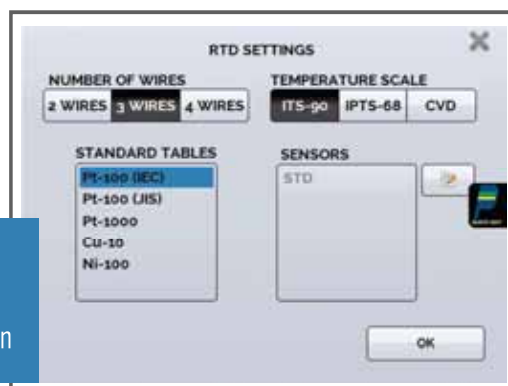 RTD SETTINGS
NUMBER OF WIRES
2 WIRES 3 WIRES 4 WIRES
TEMPERATURE SCALE
ITS-90 IPTS-68 CVD
STANDARD TABLES
Pt-100 (IEC)
Pt-100 (JIS)
Pt-1000
Cu-10
Ni-100
SENSORS
STD
n
OK